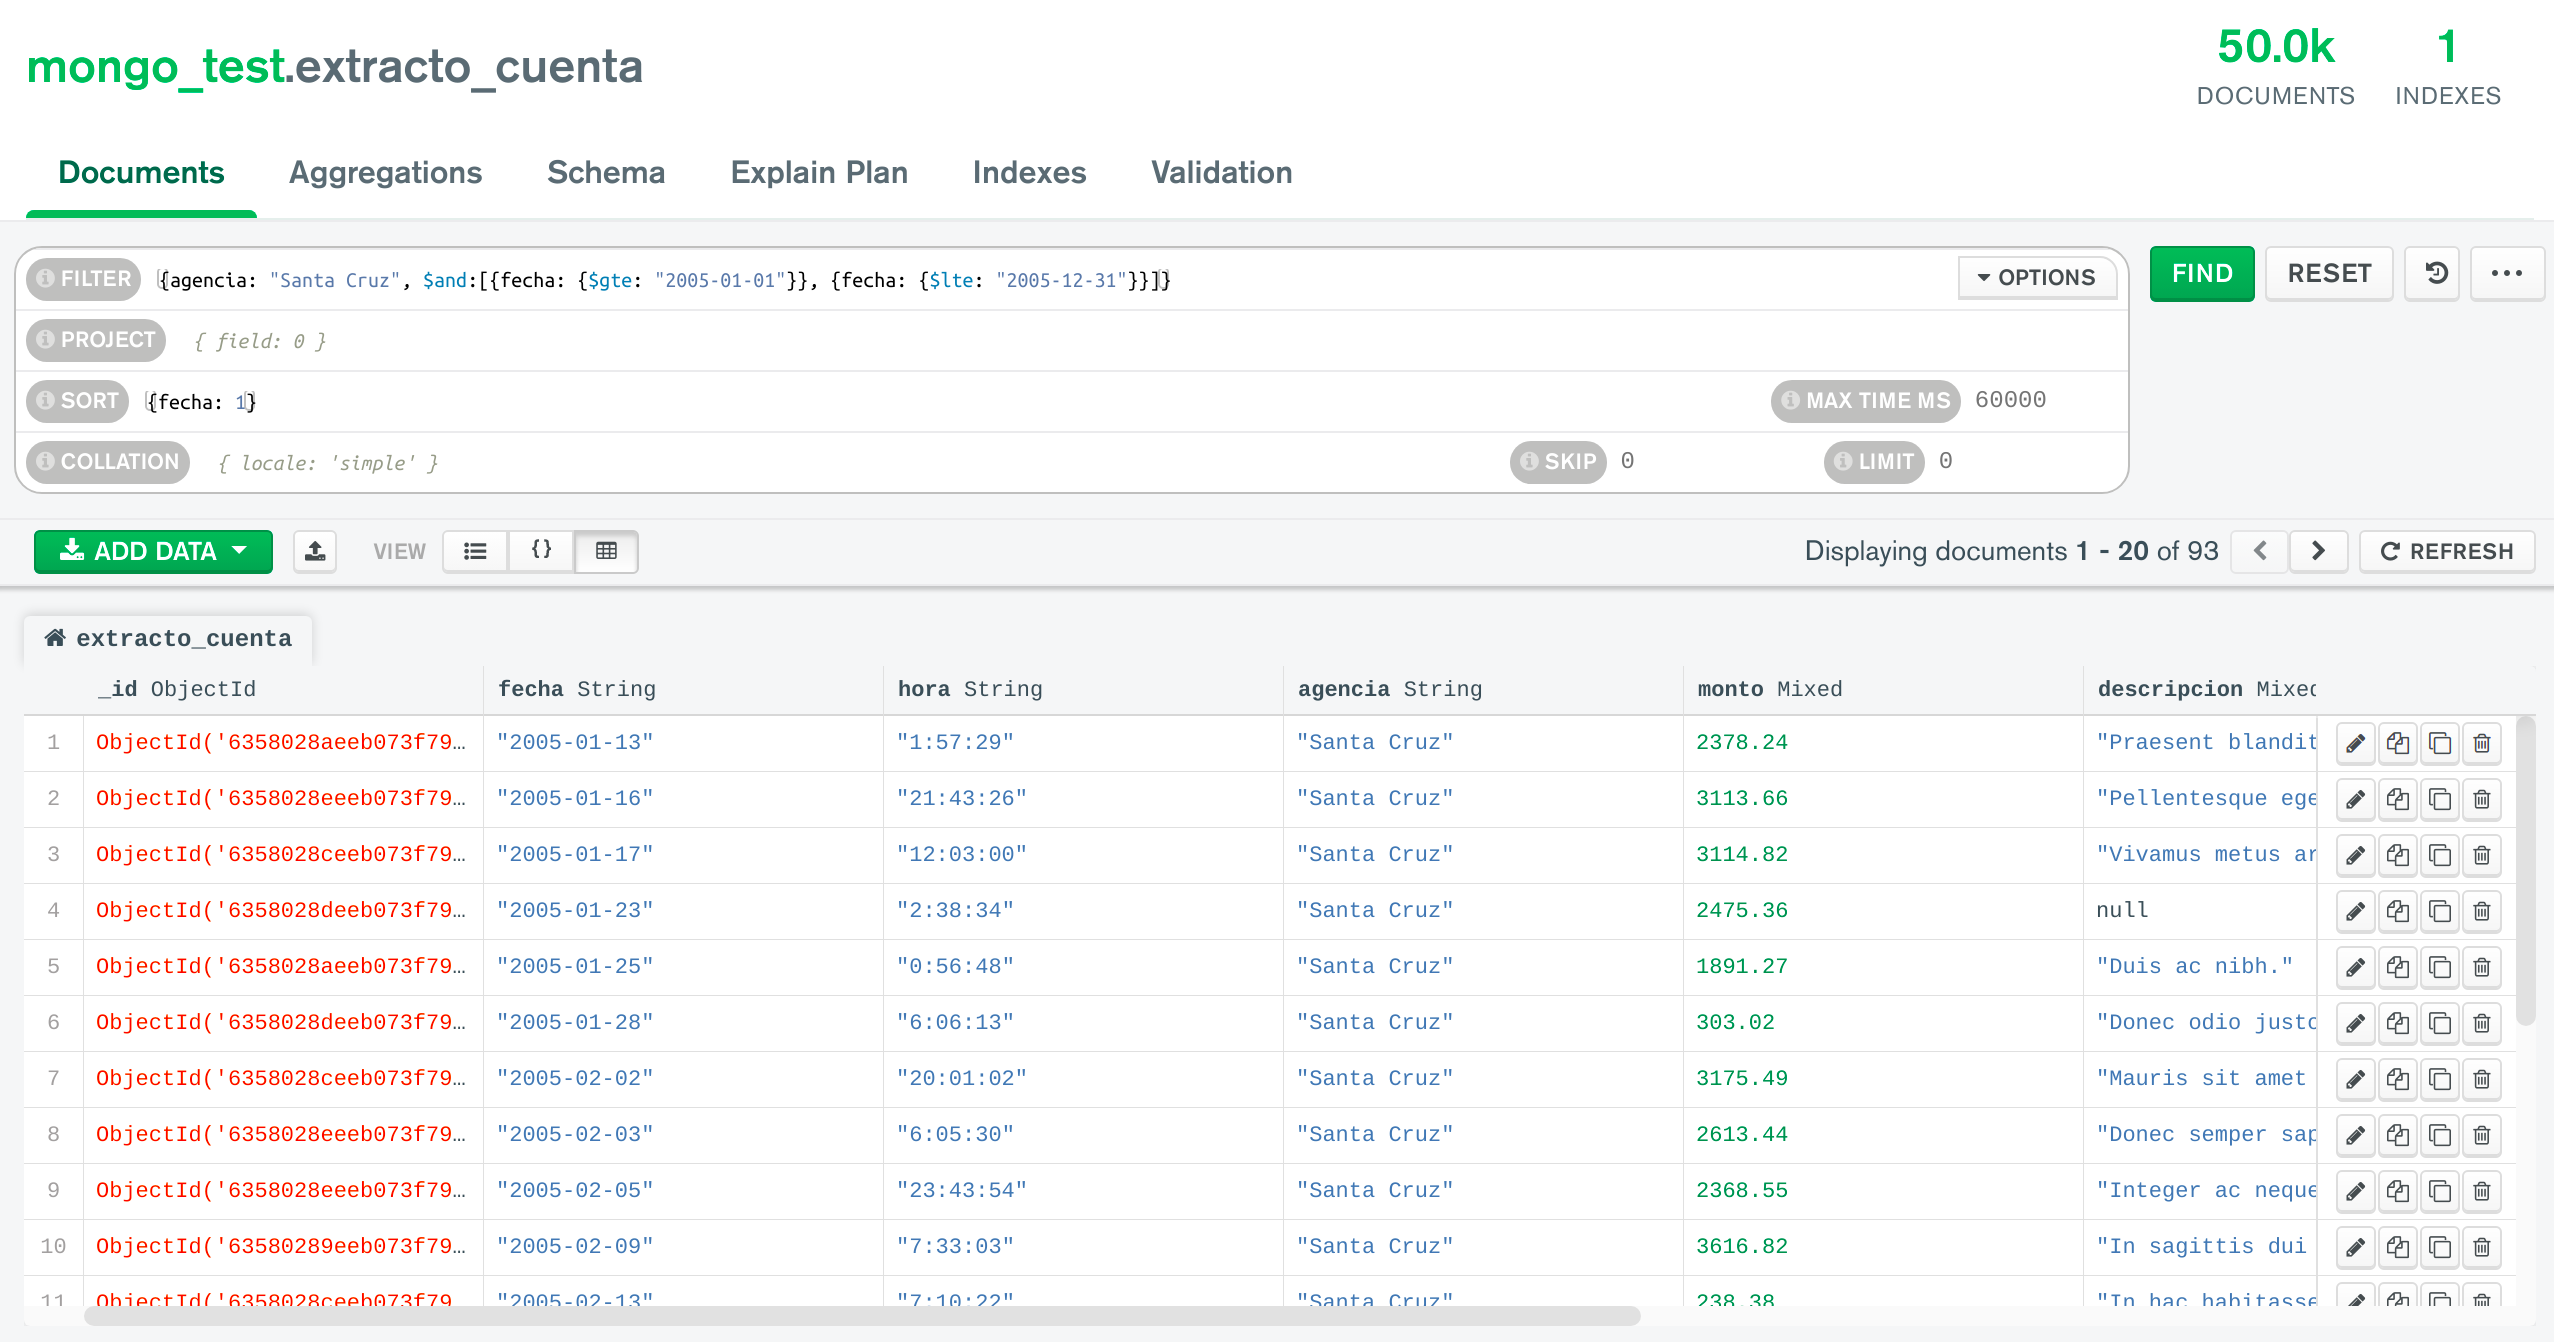 mongo_test.extracto_cuenta
50.0k DOCUMENTS
1 INDEXES
Documents Aggregations Schema Explain Plan Indexes Validation
FILTER {agencia: "Santa Cruz", $and:[{fecha: {$gte: "2005-01-01"}}, {fecha: {$lte: "2005-12-31"}}]} OPTIONS FIND RESET ...
PROJECT { field: 0 }
SORT {fecha: 1} MAX TIME MS 60000
COLLATION { locale: 'simple' } SKIP 0 LIMIT 0
ADD DATA VIEW {} Displaying documents 1 - 20 of 93 < > REFRESH
extracto_cuenta
_id ObjectId fecha String hora String agencia String monto Mixed descripcion Mixed
1 ObjectId('6358028aeeb073f79… "2005-01-13" "1:57:29" "Santa Cruz" 2378.24 "Praesent blandit
2 ObjectId('6358028eeeb073f79… "2005-01-16" "21:43:26" "Santa Cruz" 3113.66 "Pellentesque ege
3 ObjectId('6358028ceeb073f79… "2005-01-17" "12:03:00" "Santa Cruz" 3114.82 "Vivamus metus ar
4 ObjectId('6358028deeb073f79… "2005-01-23" "2:38:34" "Santa Cruz" 2475.36 null
5 ObjectId('6358028aeeb073f79… "2005-01-25" "0:56:48" "Santa Cruz" 1891.27 "Duis ac nibh."
6 ObjectId('6358028deeb073f79… "2005-01-28" "6:06:13" "Santa Cruz" 303.02 "Donec odio justo
7 ObjectId('6358028ceeb073f79… "2005-02-02" "20:01:02" "Santa Cruz" 3175.49 "Mauris sit amet
8 ObjectId('6358028eeeb073f79… "2005-02-03" "6:05:30" "Santa Cruz" 2613.44 "Donec semper sap
9 ObjectId('6358028eeeb073f79… "2005-02-05" "23:43:54" "Santa Cruz" 2368.55 "Integer ac neque
10 ObjectId('63580289eeb073f79… "2005-02-09" "7:33:03" "Santa Cruz" 3616.82 "In sagittis dui
11 ObjectId('6358028ceeb073f79 "2005-02-13" "7:10:22" "Santa Cruz" 238.38 "In hac habitasse